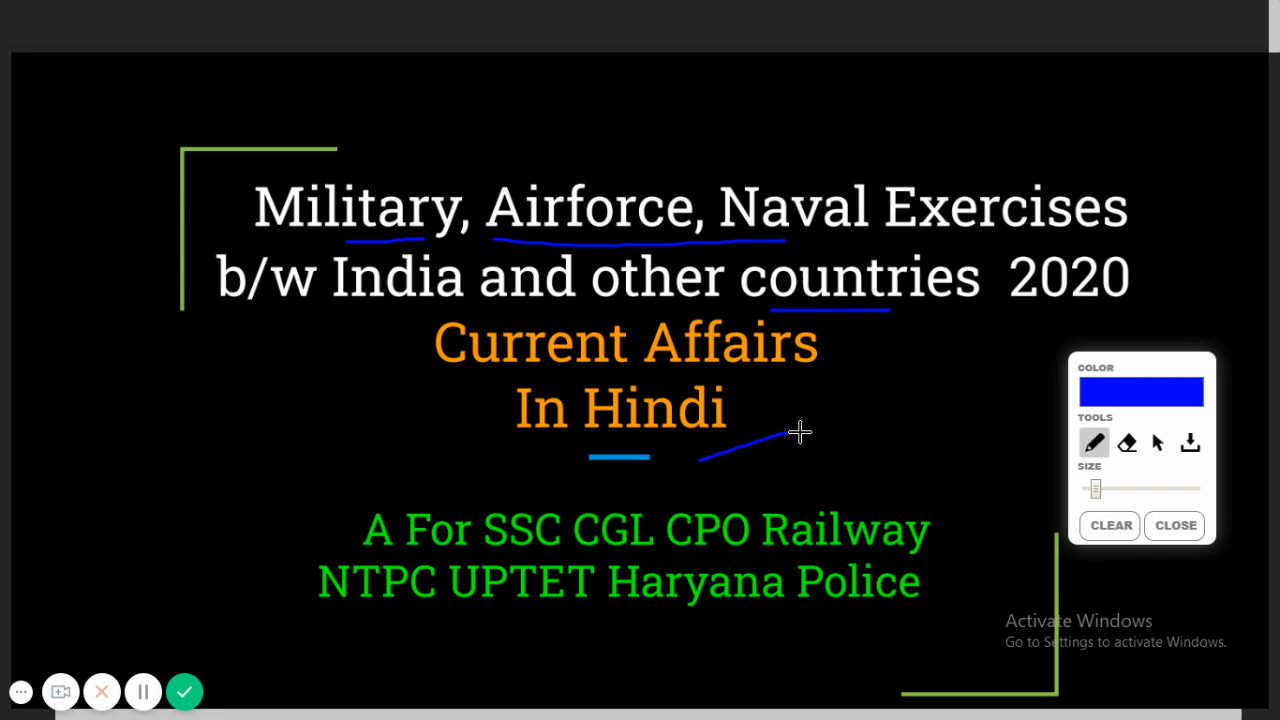 Military, Airforce, Naval Exercises
b/w India and other countries 2020
Current Affairs
In Hindi
A For SSC CGL CPO Railway
NTPC UPTET Haryana Police
COLOR
TOOLS
SIZE
CLEAR CLOSE
Activate Windows
Go to Settings to activate Windows.